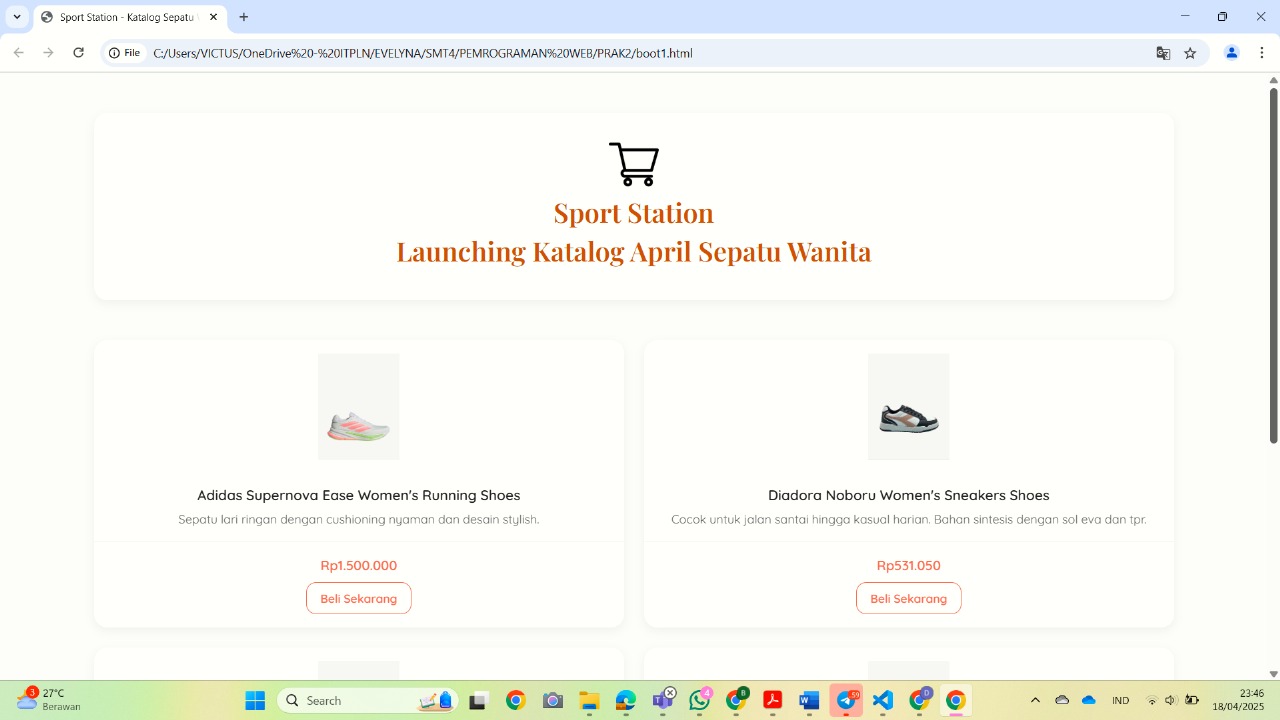 Sport Station - Katalog Sepatu
File
C:/Users/VICTUS/OneDrive%20-%20ITPLN/EVELYNA/SMT4/PEMROGRAMAN%20WEB/PRAK2/boot1.html
Sport Station
Launching Katalog April Sepatu Wanita
Adidas Supernova Ease Women's Running Shoes
Sepatu lari ringan dengan cushioning nyaman dan desain stylish.
Rp1.500.000
Beli Sekarang
Diadora Noboru Women's Sneakers Shoes
Cocok untuk jalan santai hingga kasual harian. Bahan sintesis dengan sol eva dan tpr.
Rp531.050
Beli Sekarang
3
27°C
Berawan
Search
4
B
59
D
IND
23:46
18/04/2025